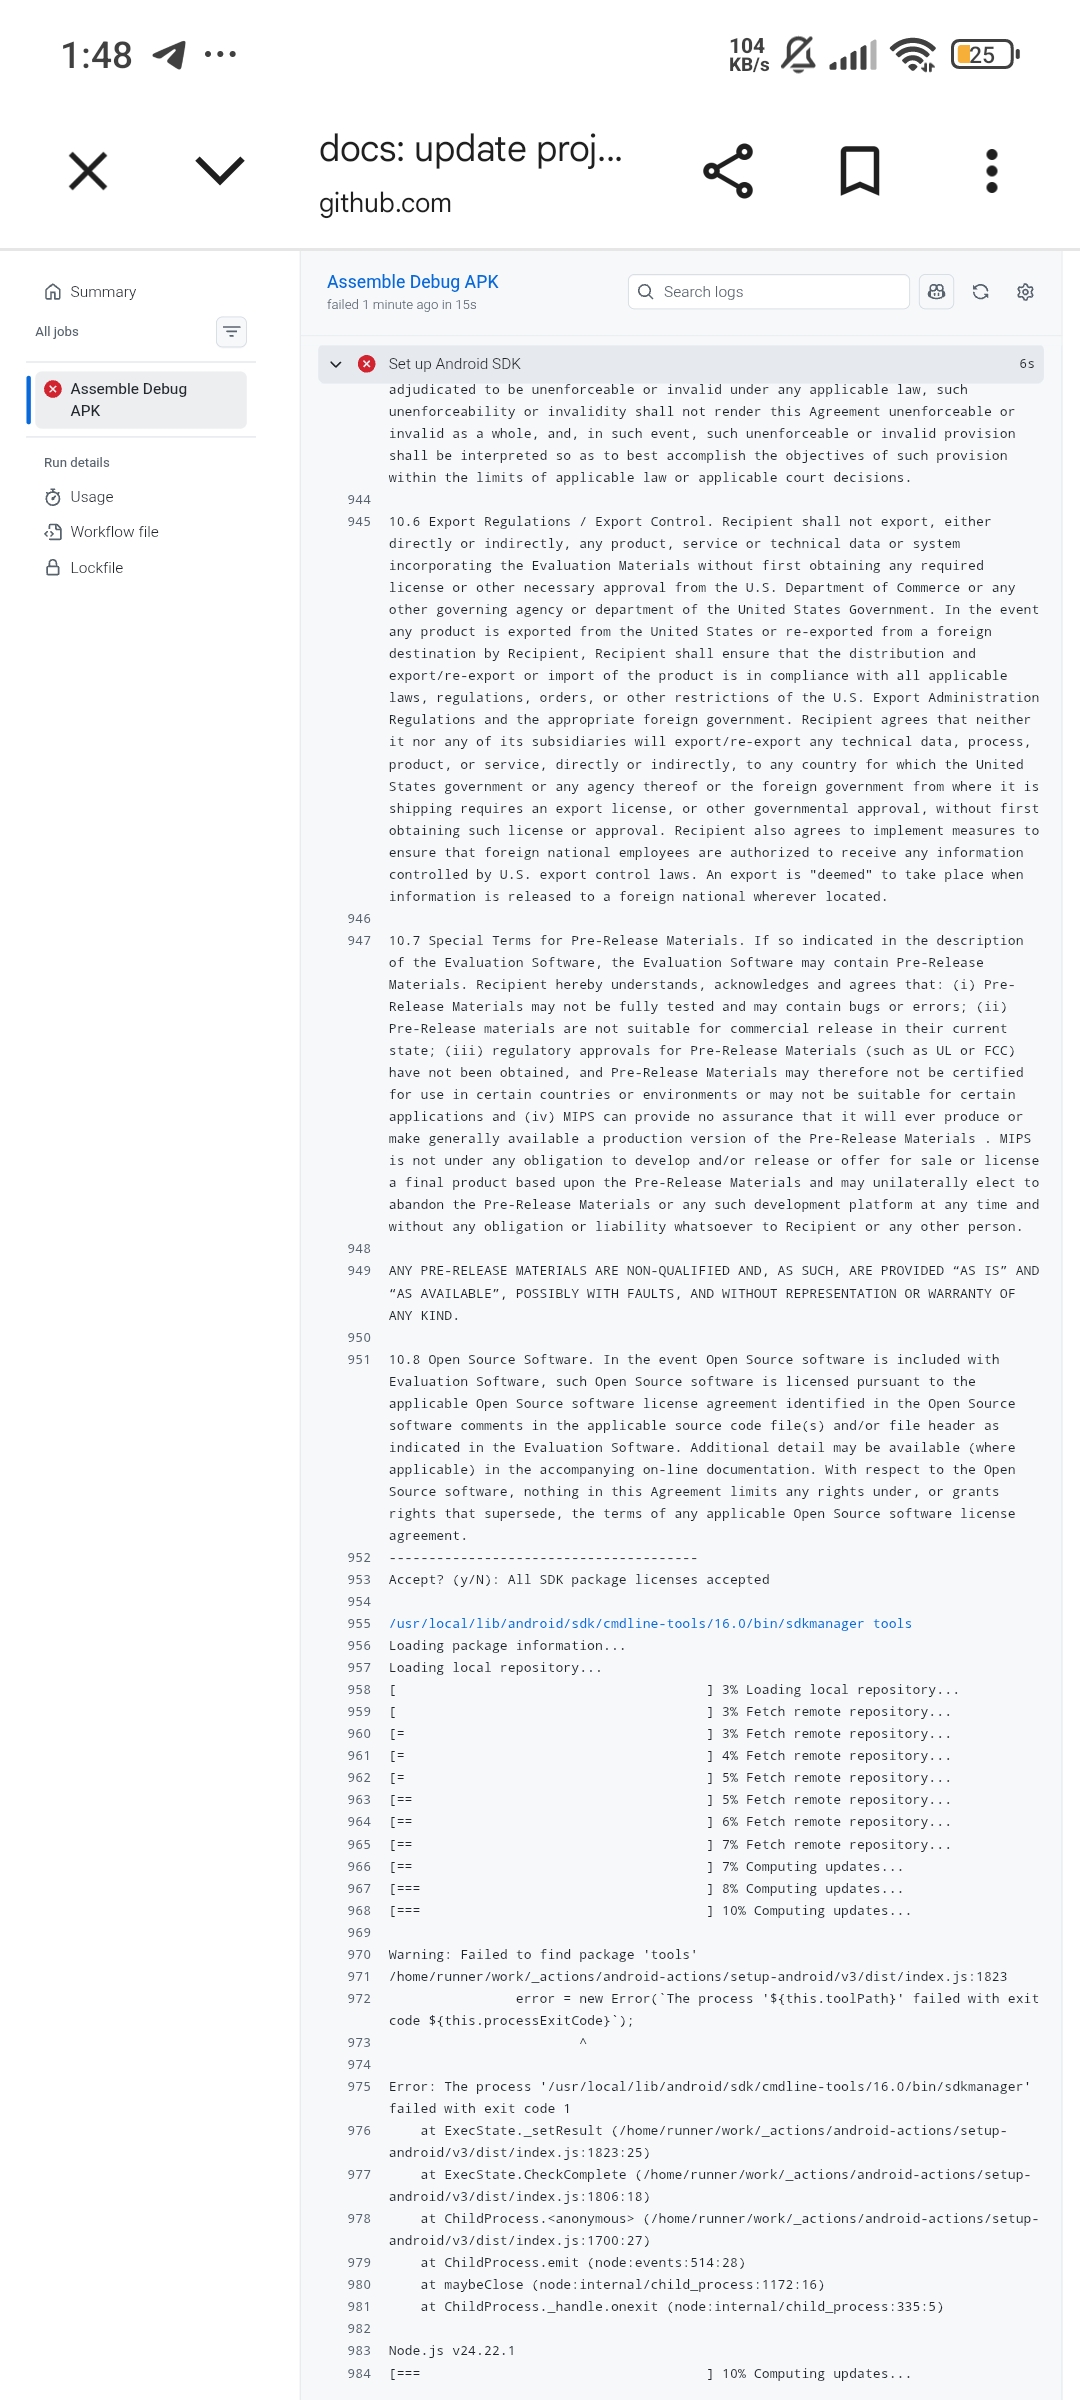 1:48
104
KB/s
25
docs: update proj...
github.com
Summary
All jobs
Assemble Debug
APK
Run details
Usage
Workflow file
Lockfile
Assemble Debug APK
failed 1 minute ago in 15s
Search logs
Set up Android SDK
6s
adjudicated to be unenforceable or invalid under any applicable law, such
unenforceability or invalidity shall not render this Agreement unenforceable or
invalid as a whole, and, in such event, such unenforceable or invalid provision
shall be interpreted so as to best accomplish the objectives of such provision
within the limits of applicable law or applicable court decisions.
944
945 10.6 Export Regulations / Export Control. Recipient shall not export, either
directly or indirectly, any product, service or technical data or system
incorporating the Evaluation Materials without first obtaining any required
license or other necessary approval from the U.S. Department of Commerce or any
other governing agency or department of the United States Government. In the event
any product is exported from the United States or re-exported from a foreign
destination by Recipient, Recipient shall ensure that the distribution and
export/re-export or import of the product is in compliance with all applicable
laws, regulations, orders, or other restrictions of the U.S. Export Administration
Regulations and the appropriate foreign government. Recipient agrees that neither
it nor any of its subsidiaries will export/re-export any technical data, process,
product, or service, directly or indirectly, to any country for which the United
States government or any agency thereof or the foreign government from where it is
shipping requires an export license, or other governmental approval, without first
obtaining such license or approval. Recipient also agrees to implement measures to
ensure that foreign national employees are authorized to receive any information
controlled by U.S. export control laws. An export is "deemed" to take place when
information is released to a foreign national wherever located.
946
947 10.7 Special Terms for Pre-Release Materials. If so indicated in the description
of the Evaluation Software, the Evaluation Software may contain Pre-Release
Materials. Recipient hereby understands, acknowledges and agrees that: (i) Pre-
Release Materials may not be fully tested and may contain bugs or errors; (ii)
Pre-Release materials are not suitable for commercial release in their current
state; (iii) regulatory approvals for Pre-Release Materials (such as UL or FCC)
have not been obtained, and Pre-Release Materials may therefore not be certified
for use in certain countries or environments or may not be suitable for certain
applications and (iv) MIPS can provide no assurance that it will ever produce or
make generally available a production version of the Pre-Release Materials . MIPS
is not under any obligation to develop and/or release or offer for sale or license
a final product based upon the Pre-Release Materials and may unilaterally elect to
abandon the Pre-Release Materials or any such development platform at any time and
without any obligation or liability whatsoever to Recipient or any other person.
948
949 ANY PRE-RELEASE MATERIALS ARE NON-QUALIFIED AND, AS SUCH, ARE PROVIDED “AS IS” AND
“AS AVAILABLE”, POSSIBLY WITH FAULTS, AND WITHOUT REPRESENTATION OR WARRANTY OF
ANY KIND.
950
951 10.8 Open Source Software. In the event Open Source software is included with
Evaluation Software, such Open Source software is licensed pursuant to the
applicable Open Source software license agreement identified in the Open Source
software comments in the applicable source code file(s) and/or file header as
indicated in the Evaluation Software. Additional detail may be available (where
applicable) in the accompanying on-line documentation. With respect to the Open
Source software, nothing in this Agreement limits any rights under, or grants
rights that supersede, the terms of any applicable Open Source software license
agreement.
952 ---------------------------------------
953 Accept? (y/N): All SDK package licenses accepted
954
955 /usr/local/lib/android/sdk/cmdline-tools/16.0/bin/sdkmanager tools
956 Loading package information...
957 Loading local repository...
958 [                                       ] 3% Loading local repository...
959 [                                       ] 3% Fetch remote repository...
960 [=                                      ] 3% Fetch remote repository...
961 [=                                      ] 4% Fetch remote repository...
962 [=                                      ] 5% Fetch remote repository...
963 [==                                     ] 5% Fetch remote repository...
964 [==                                     ] 6% Fetch remote repository...
965 [==                                     ] 7% Fetch remote repository...
966 [==                                     ] 7% Computing updates...
967 [===                                    ] 8% Computing updates...
968 [===                                    ] 10% Computing updates...
969
970 Warning: Failed to find package 'tools'
971 /home/runner/work/_actions/android-actions/setup-android/v3/dist/index.js:1823
972                 error = new Error(`The process '${this.toolPath}' failed with exit
code ${this.processExitCode}`);
973                         ^
974
975 Error: The process '/usr/local/lib/android/sdk/cmdline-tools/16.0/bin/sdkmanager'
failed with exit code 1
976     at ExecState._setResult (/home/runner/work/_actions/android-actions/setup-
android/v3/dist/index.js:1823:25)
977     at ExecState.CheckComplete (/home/runner/work/_actions/android-actions/setup-
android/v3/dist/index.js:1806:18)
978     at ChildProcess.<anonymous> (/home/runner/work/_actions/android-actions/setup-
android/v3/dist/index.js:1700:27)
979     at ChildProcess.emit (node:events:514:28)
980     at maybeClose (node:internal/child_process:1172:16)
981     at ChildProcess._handle.onexit (node:internal/child_process:335:5)
982
983 Node.js v24.22.1
984 [===                                    ] 10% Computing updates...